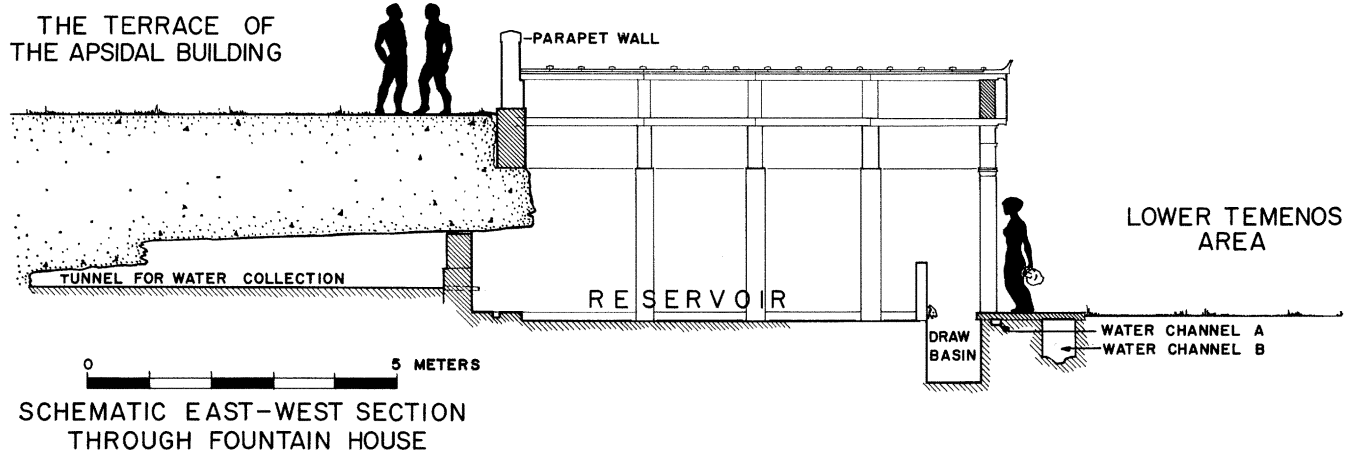 THE TERRACE OF
THE APSIDAL BUILDING
PARAPET WALL
LOWER TEMENOS
AREA
TUNNEL FOR WATER COLLECTION
RESERVOIR
DRAW
BASIN
WATER CHANNEL A
WATER CHANNEL B
0 5 METERS
SCHEMATIC EAST-WEST SECTION
THROUGH FOUNTAIN HOUSE